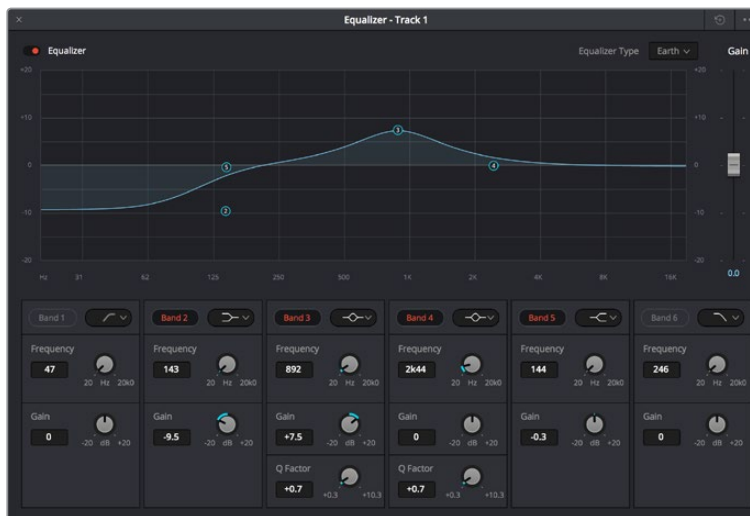 Equalizer - Track 1
Equalizer
Equalizer Type
Earth
Gain
+20
+10
0
-10
-20
+20
+10
0
-10
-20
5
2
3
4
Hz 31 62 125 250 500 1K 2K 4K 8K 16K
0.0
Band 1 Band 2 Band 3 Band 4 Band 5 Band 6
Frequency Frequency Frequency Frequency Frequency Frequency
47 143 892 2k44 144 246
20 Hz 20k0 20 Hz 20k0 20 Hz 20k0 20 Hz 20k0 20 Hz 20k0 20 Hz 20k0
Gain Gain Gain Gain Gain Gain
0 -9.5 +7.5 0 -0.3 0
-20 dB +20 -20 dB +20 -20 dB +20 -20 dB +20 -20 dB +20 -20 dB +20
Q Factor Q Factor
+0.7 +0.7
+0.3 +10.3 +0.3 +10.3